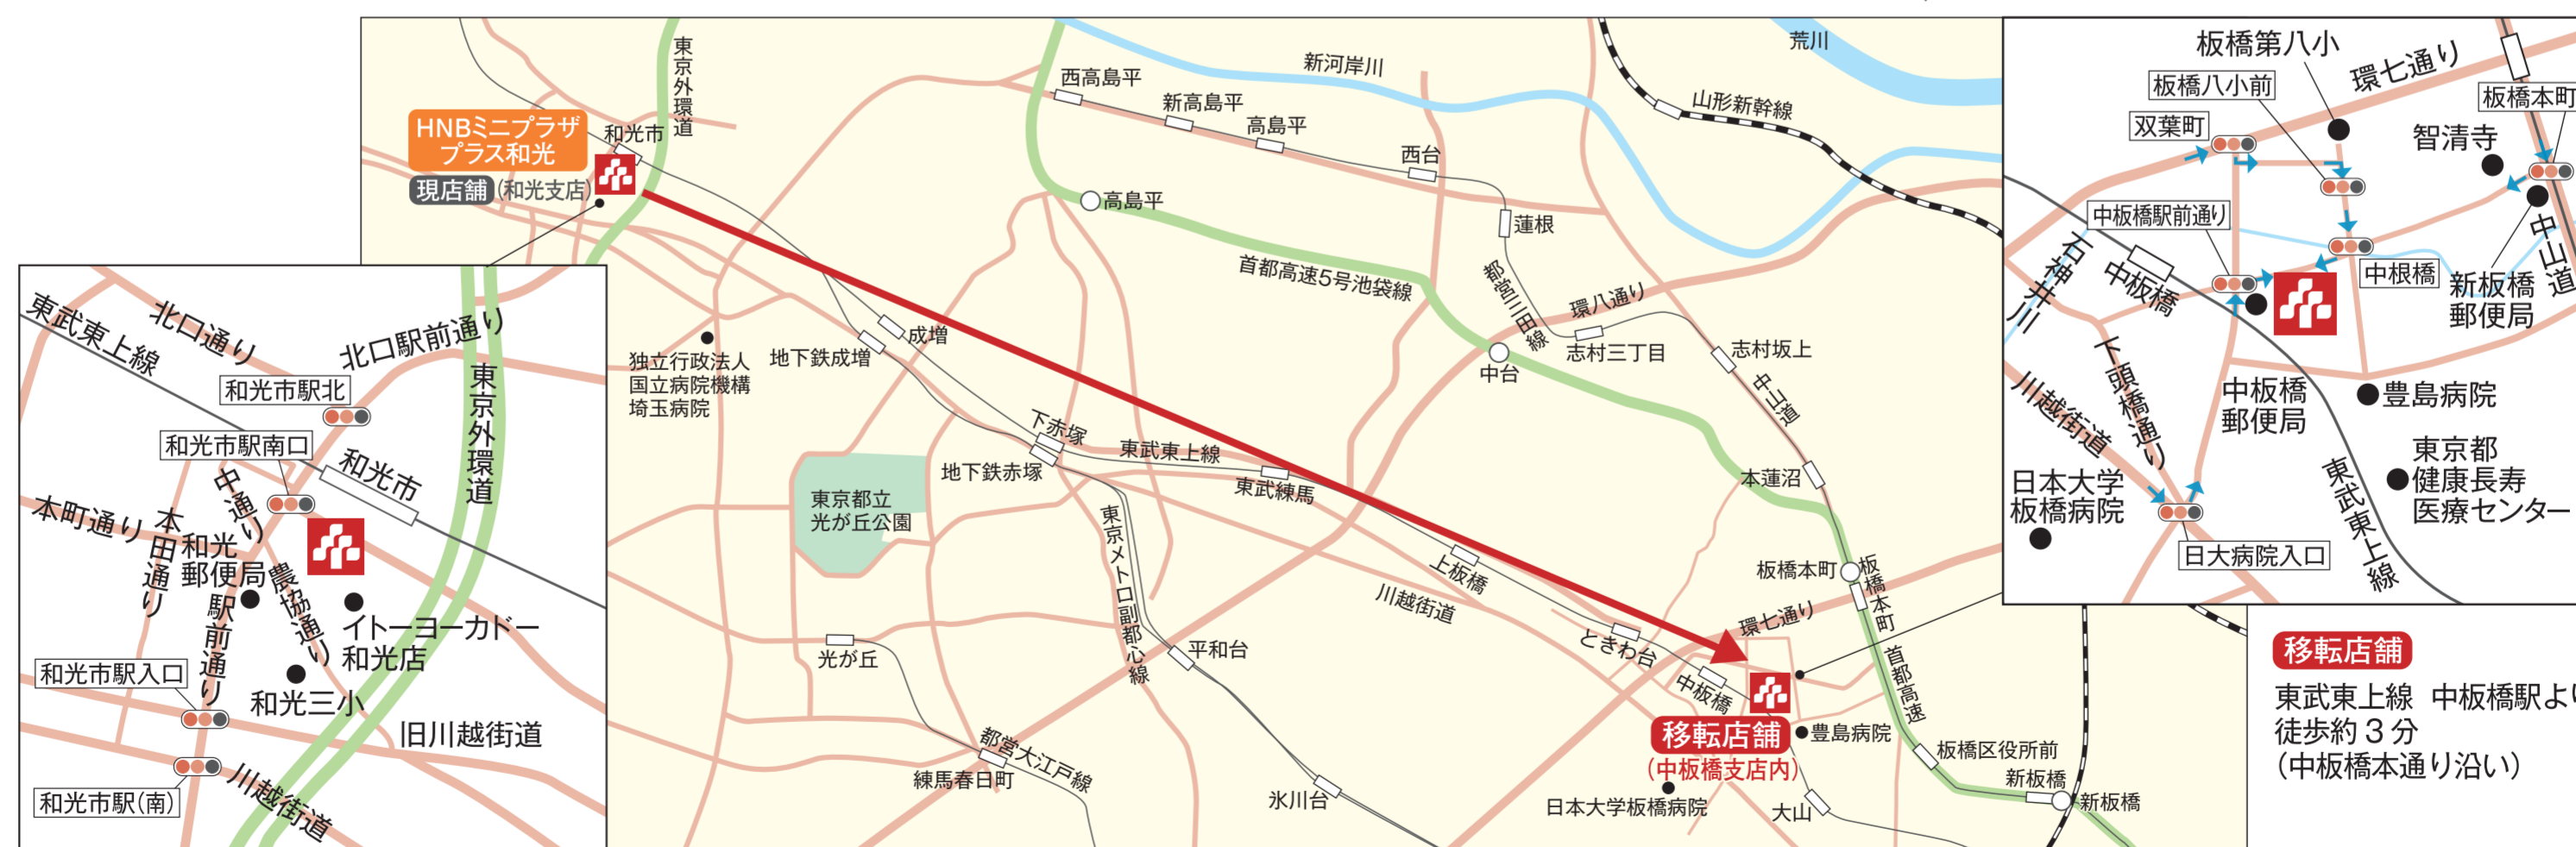 東京外環道
HNBミニプラザ
プラス和光
現店舗(和光支店)
和光市
西高島平
新高島平
高島平
西台
新河岸川
荒川
山形新幹線
高島平
蓮根
首都高速5号池袋線
都営三田線
環八通り
志村三丁目
志村坂上
中台
中山道
本蓮沼
成増
地下鉄成増
独立行政法人
国立病院機構
埼玉病院
下赤塚
地下鉄赤塚
東武東上線
東武練馬
東京都立
光が丘公園
東京メトロ副都心線
上板橋
川越街道
板橋本町
板橋本町
環七通り
ときわ台
中板橋
首都高速
光が丘
平和台
都営大江戸線
練馬春日町
氷川台
移転店舗
(中板橋支店内)
豊島病院
日本大学板橋病院
大山
板橋区役所前
新板橋
新板橋
東武東上線
北口通り
北口駅前通り
和光市駅北
東京外環道
和光市駅南口
和光市
中通り
本町通り
本田通り
和光
郵便局
農協通り
駅前通り
イトーヨーカドー
和光店
和光市駅入口
和光三小
旧川越街道
和光市駅(南)
川越街道
板橋第八小
環七通り
板橋八小前
板橋本町
双葉町
智清寺
中板橋駅前通り
石神井川
中板橋
中根橋
新板橋
郵便局
中山道
下頭橋通り
川越街道
中板橋
郵便局
豊島病院
東京都
健康長寿
医療センター
日本大学
板橋病院
東武東上線
日大病院入口
移転店舗
東武東上線 中板橋駅より
徒歩約3分
(中板橋本通り沿い)